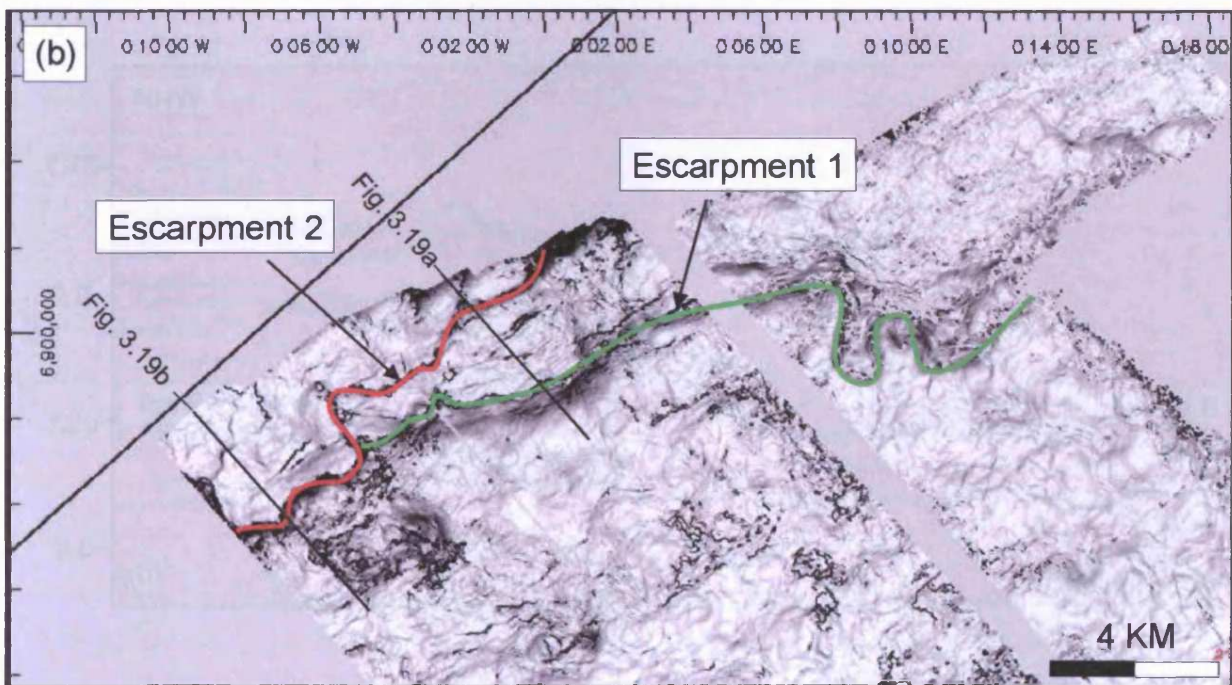 (b)
0 10 00 W
0 06 00 W
0 02 00 W
0 02 00 E
0 06 00 E
0 10 00 E
0 14 00 E
0 18 00
Escarpment 1
Escarpment 2
Fig. 3.19a
Fig. 3.19b
6,900,000
4 KM